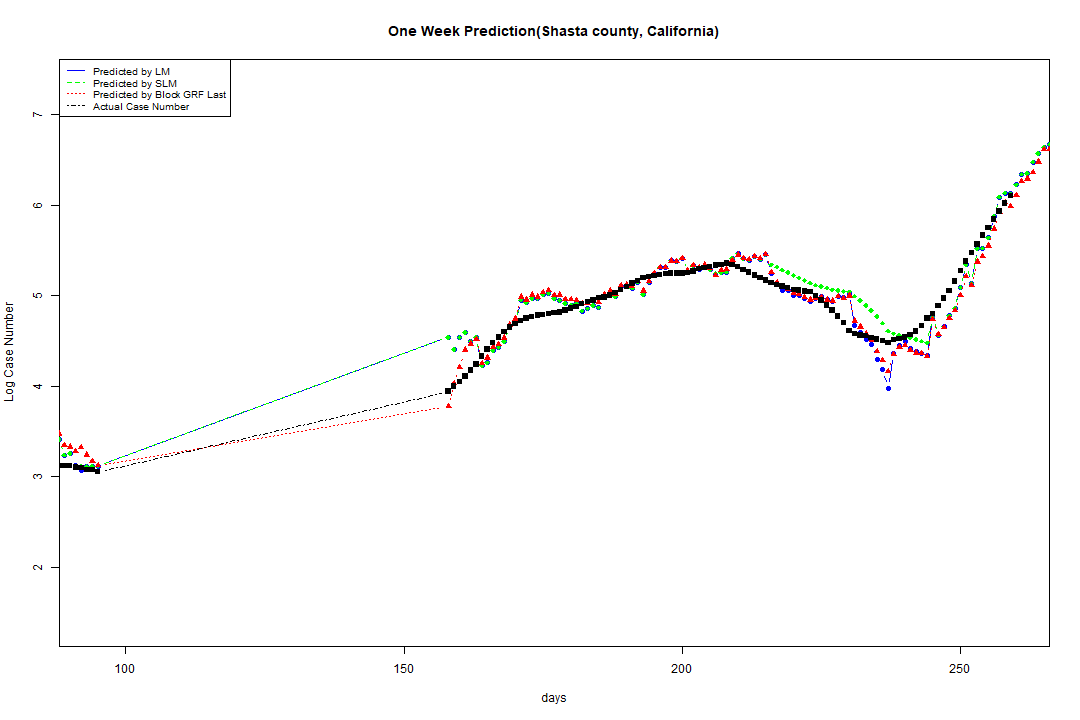 One Week Prediction(Shasta county, California)
Predicted by LM
Predicted by SLM
Predicted by Block GRF Last
Actual Case Number
7
6
5
4
3
2
Log Case Number
100 150 200 250
days